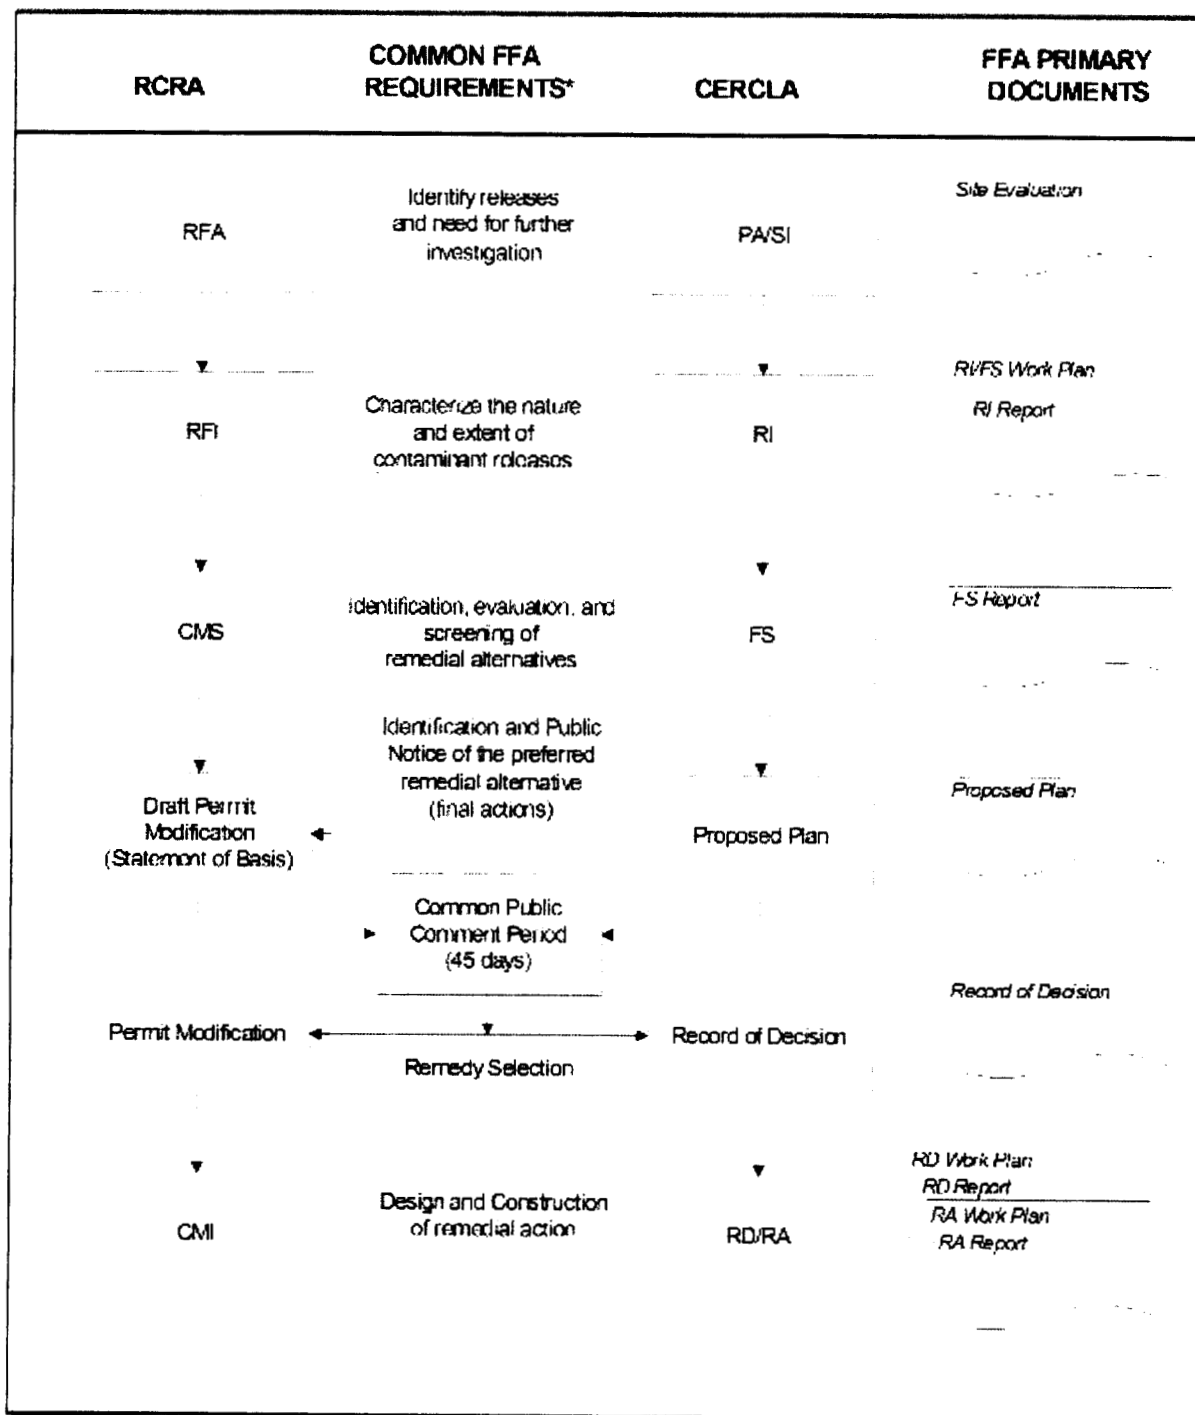 RCRA
COMMON FFA
REQUIREMENTS*
CERCLA
FFA PRIMARY
DOCUMENTS
RFA
Identify releases
and need for further
investigation
PA/SI
Site Evaluation
RFI
Characterize the nature
and extent of
contaminant releases
RI
RI/FS Work Plan
RI Report
CMS
Identification, evaluation, and
screening of
remedial alternatives
FS
FS Report
Draft Permit
Modification
(Statement of Basis)
Identification and Public
Notice of the preferred
remedial alternative
(final actions)
Proposed Plan
Proposed Plan
Common Public
Comment Period
(45 days)
Permit Modification
Remedy Selection
Record of Decision
Record of Decision
CMI
Design and Construction
of remedial action
RD/RA
RD Work Plan
RD Report
RA Work Plan
RA Report